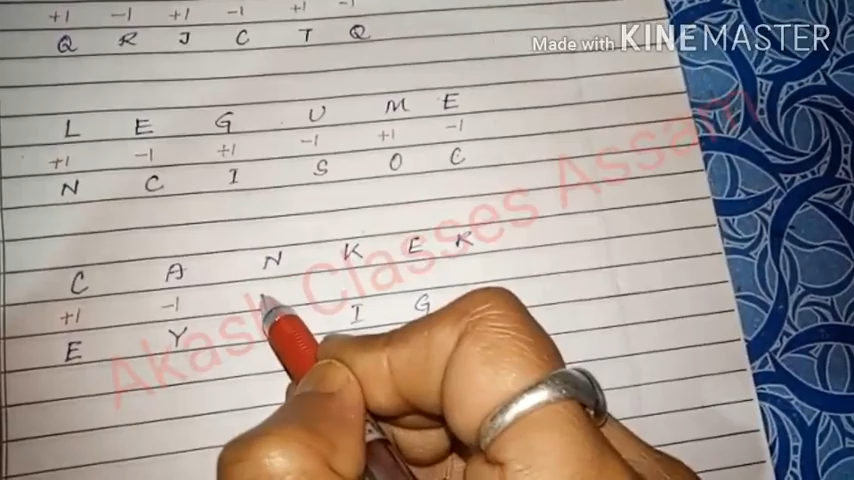 +1 -1 +1 -1 +1 -1
Q R J C T Q
Made with KINEMASTER
L E G U M E
+1 -1 +1 -1 +1 -1
N C I S O C
C A N K E R
+1 -1
E Y I G
Akash Classes Assam